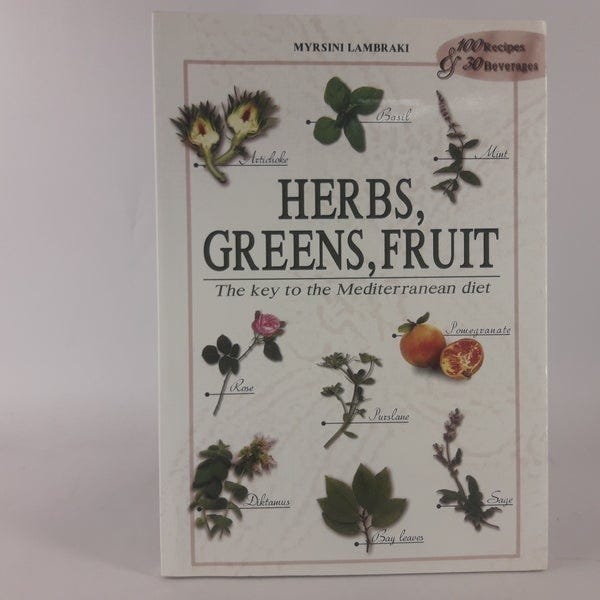 MYRSINI LAMBRAKI
100 Recipes
& 30 Beverages
Basil
Artichoke
Mint
HERBS,
GREENS, FRUIT
The key to the Mediterranean diet
Pomegranate
Rose
Purslane
Diktamus
Sage
Bay leaves